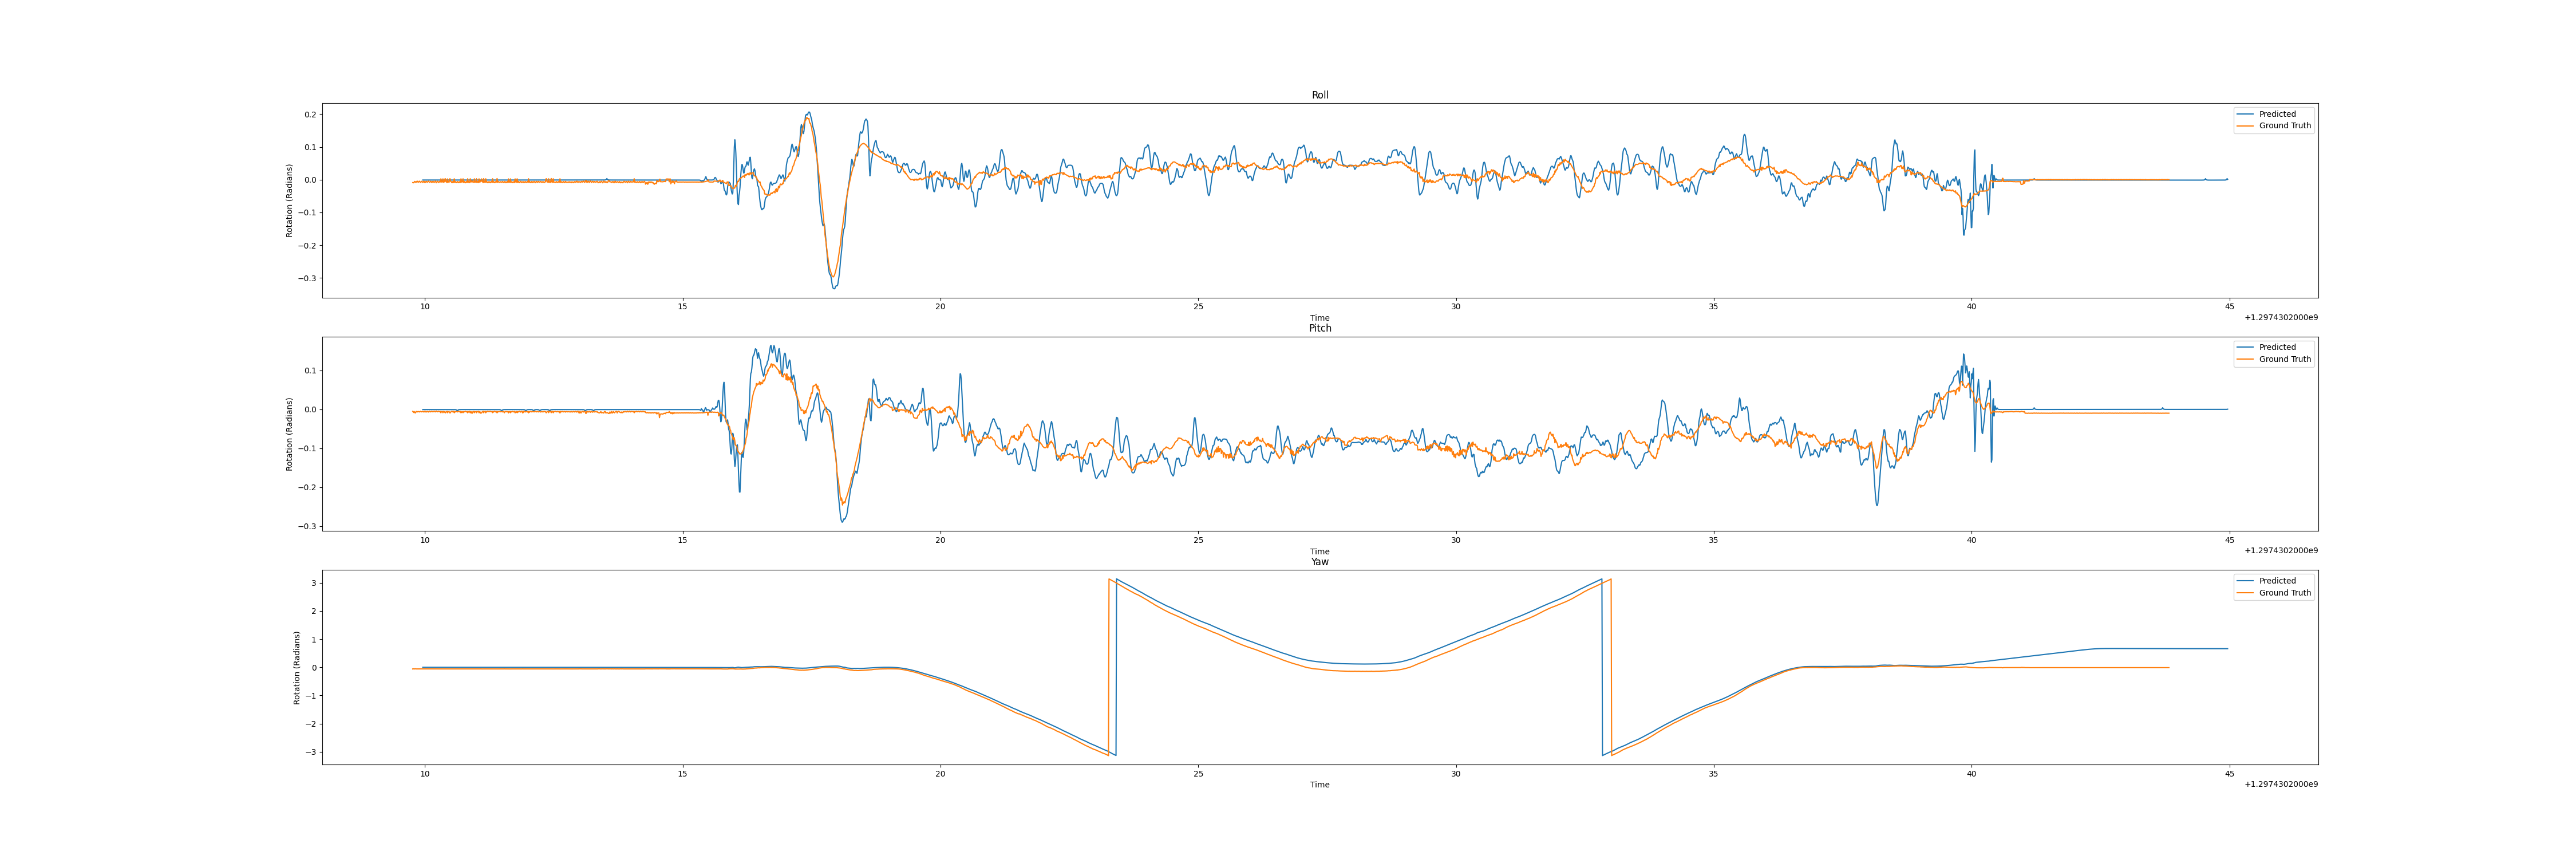 Roll
Rotation (Radians)
0.2
0.1
0.0
−0.1
−0.2
−0.3
Predicted
Ground Truth
10 15 20 25 30 35 40 45
Time
+1.2974302000e9
Pitch
Rotation (Radians)
0.1
0.0
−0.1
−0.2
−0.3
Predicted
Ground Truth
10 15 20 25 30 35 40 45
Time
+1.2974302000e9
Yaw
Rotation (Radians)
3
2
1
0
−1
−2
−3
Predicted
Ground Truth
10 15 20 25 30 35 40 45
Time
+1.2974302000e9